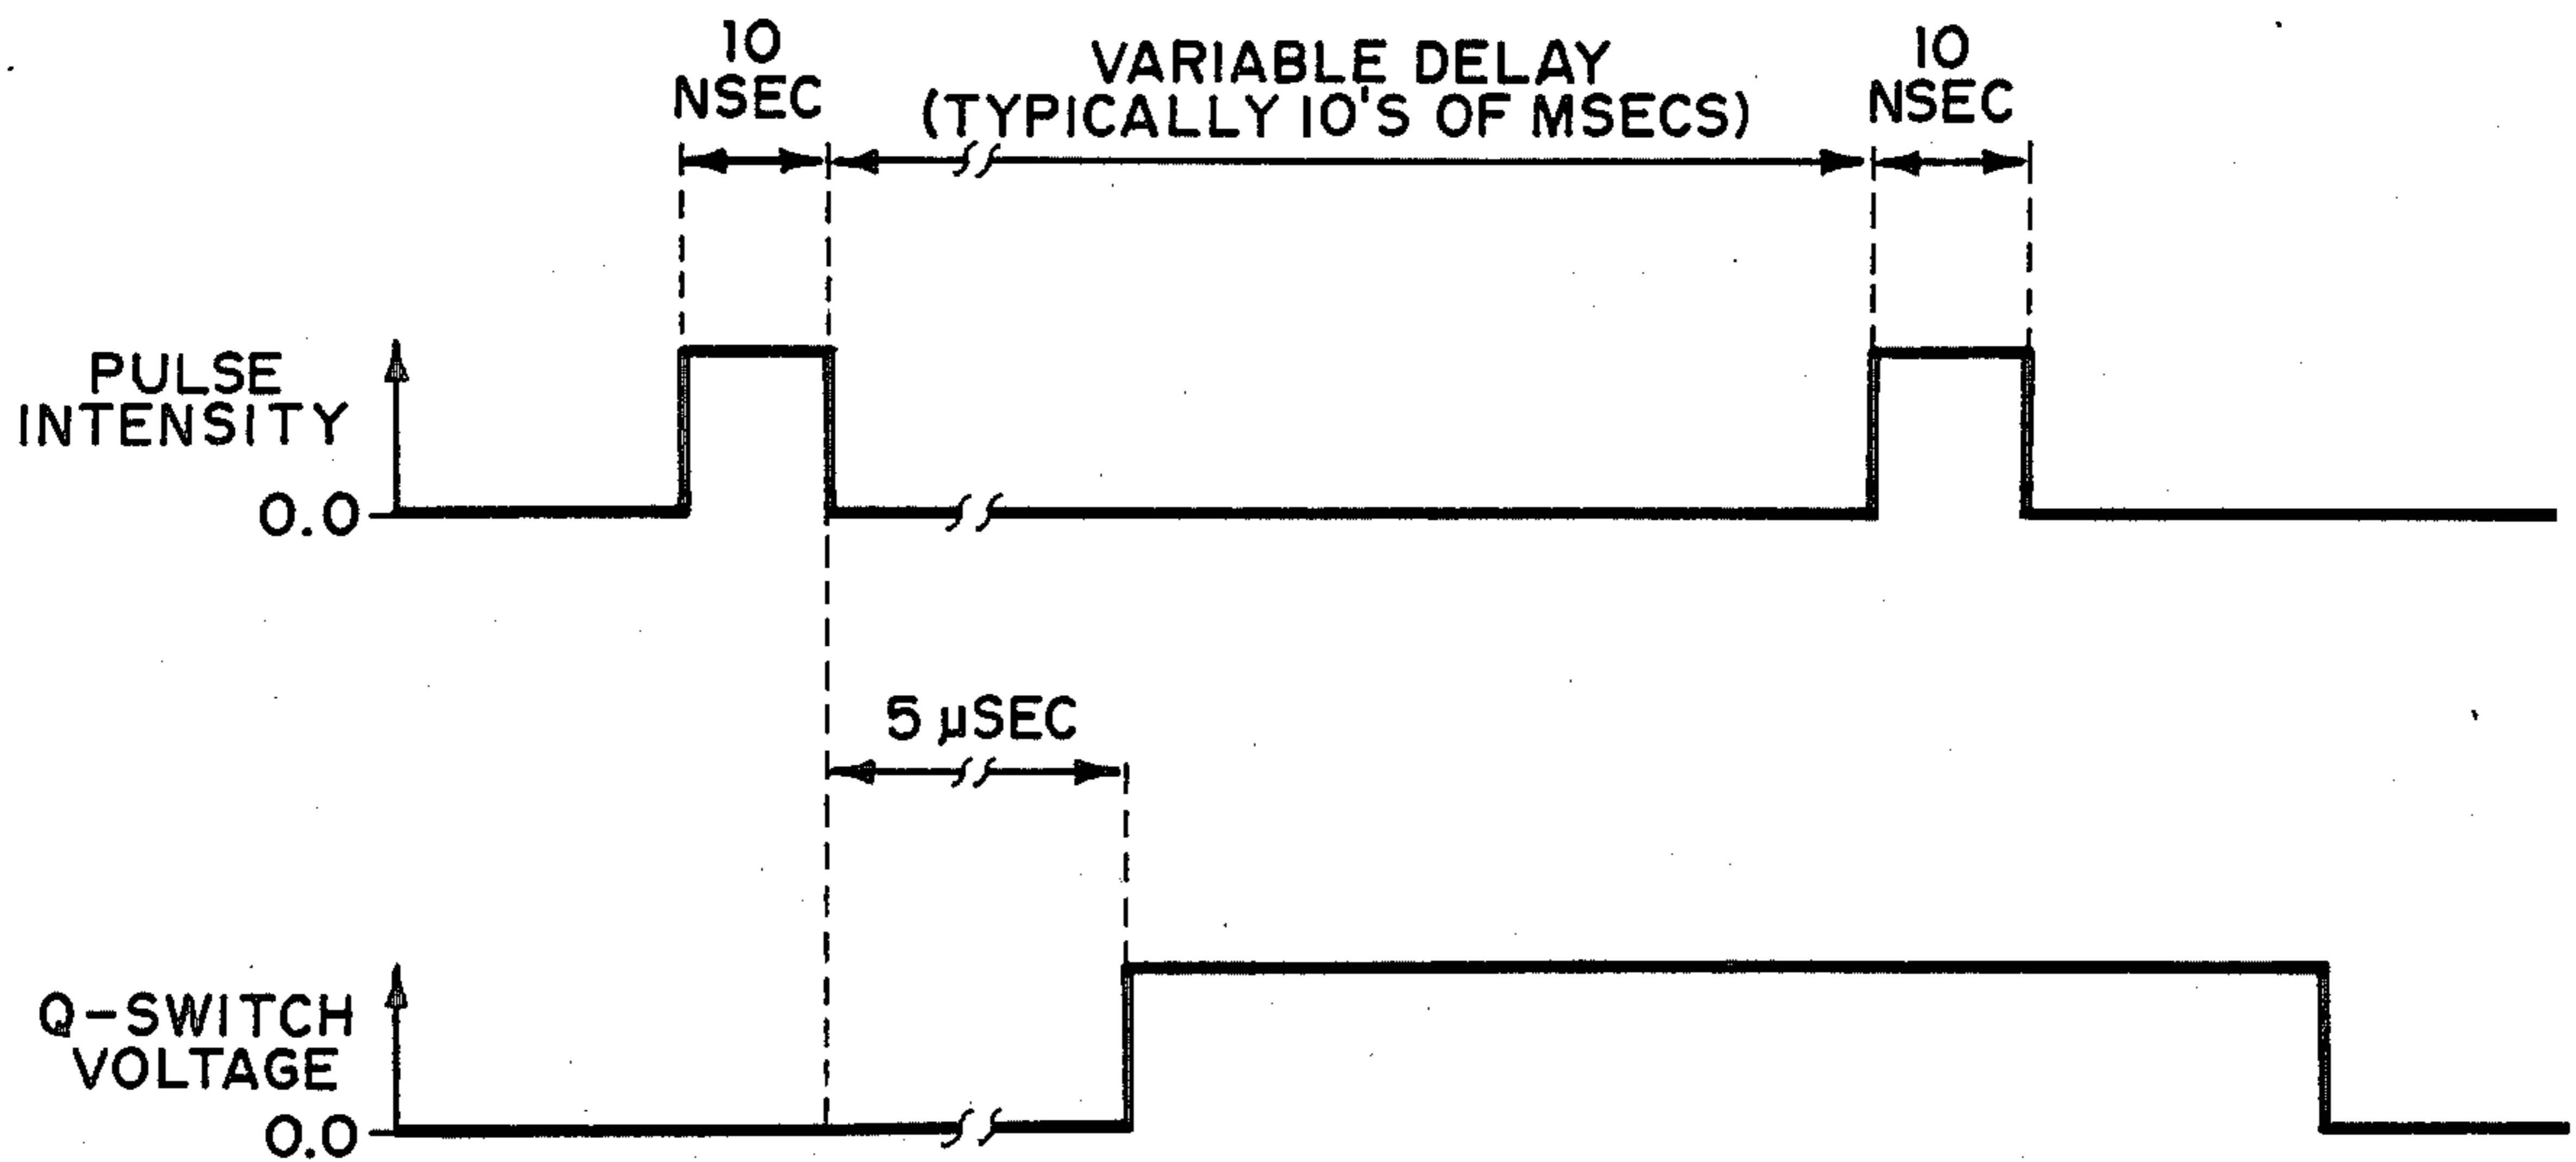 10
NSEC
VARIABLE DELAY
(TYPICALLY 10'S OF MSECS)
10
NSEC
PULSE
INTENSITY
0.0
5 µSEC
Q-SWITCH
VOLTAGE
0.0